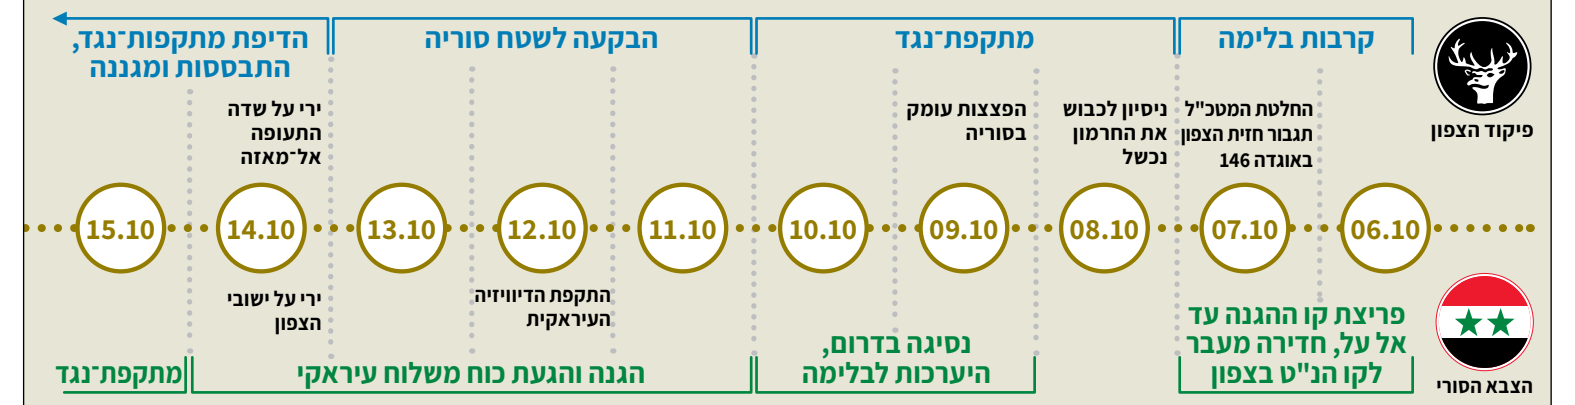 קרבות בלימה
מתקפת־נגד
הבקעה לשטח סוריה
הדיפת מתקפות־נגד,
התבססות ומגננה
פיקוד הצפון
החלטת המטכ"ל
תגבור חזית הצפון
באוגדה 146
ניסיון לכבוש
את החרמון
נכשל
הפצצות עומק
בסוריה
ירי על שדה
התעופה
אל־מאזה
06.10
07.10
08.10
09.10
10.10
11.10
12.10
13.10
14.10
15.10
התקפת הדיוויזיה
העיראקית
ירי על ישובי
הצפון
הצבא הסורי
פריצת קו ההגנה עד
אל על, חדירה מעבר
לקו הנ"ט בצפון
נסיגה בדרום,
היערכות לבלימה
הגנה והגעת כוח משלוח עיראקי
מתקפת־נגד